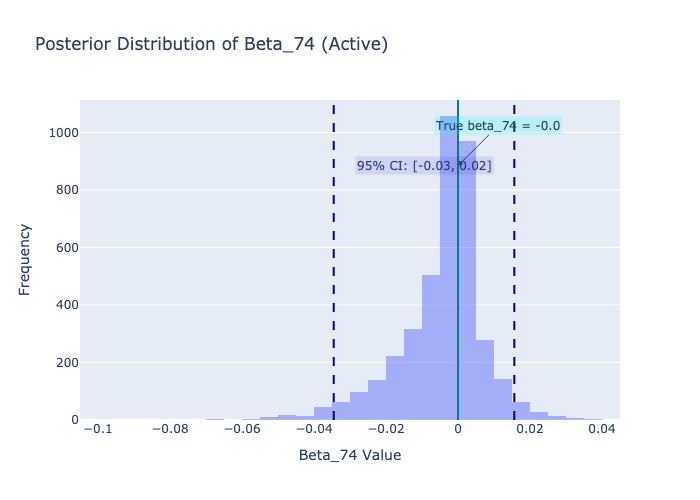 Posterior Distribution of Beta_74 (Active)
1000
800
600
400
200
0
Frequency
True beta_74 = -0.0
95% CI: [-0.03, 0.02]
−0.1
−0.08
−0.06
−0.04
−0.02
0
0.02
0.04
Beta_74 Value